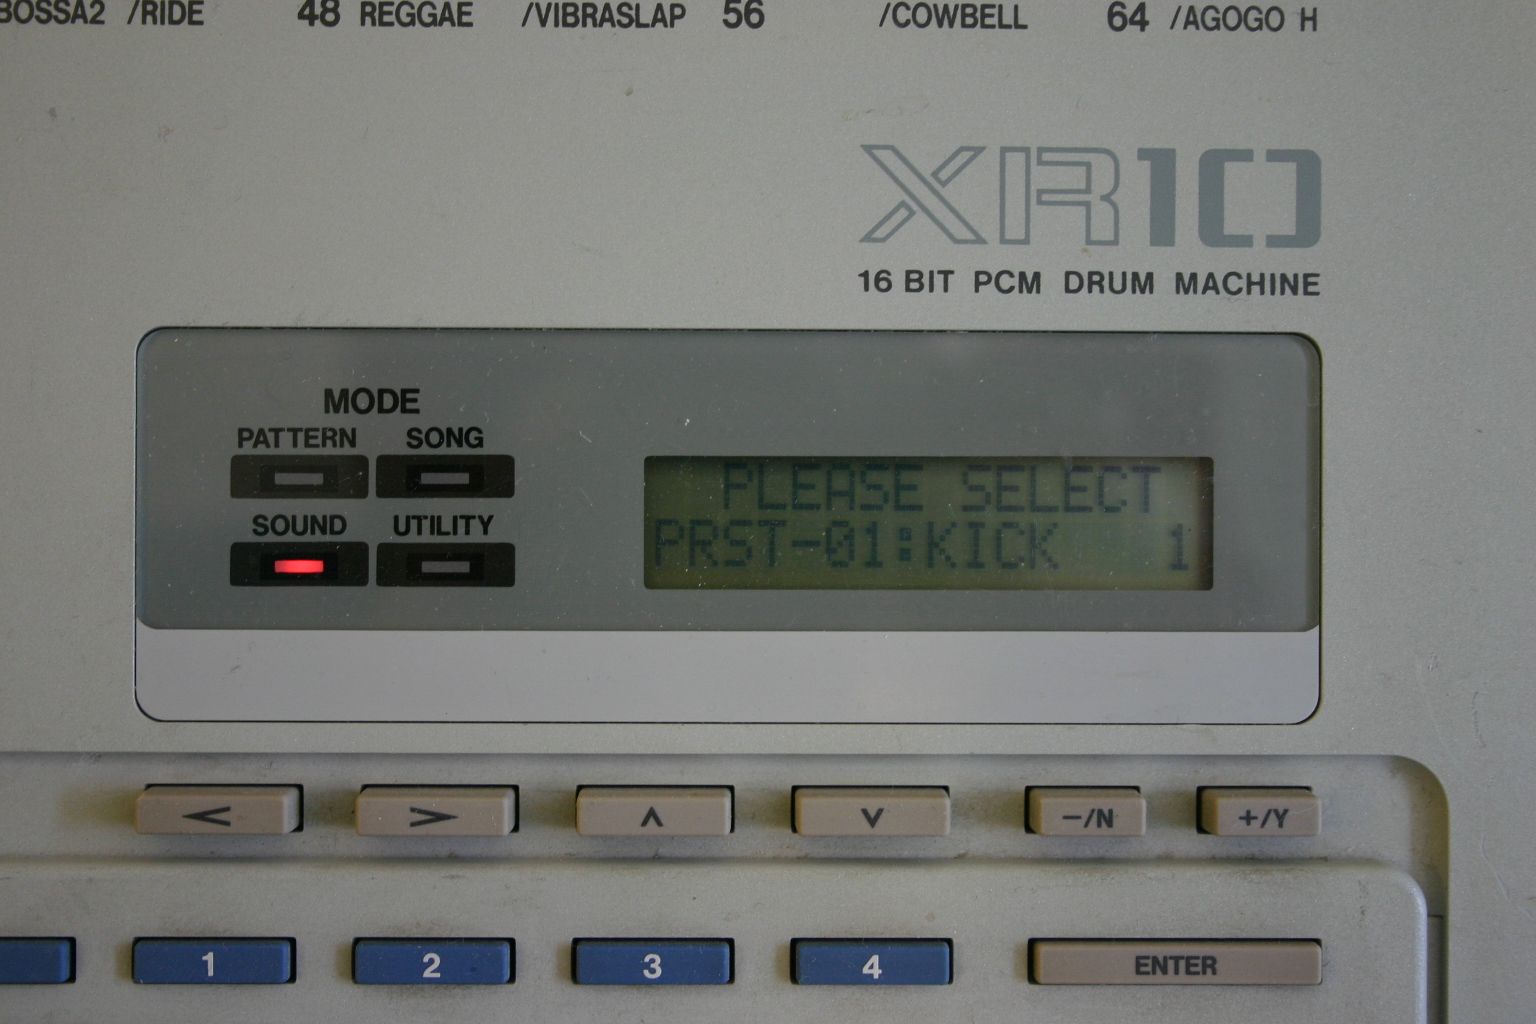 BOSSA2 /RIDE 48 REGGAE /VIBRASLAP 56 /COWBELL 64 /AGOGO H
XR10
16 BIT PCM DRUM MACHINE
MODE
PATTERN SONG
SOUND UTILITY
PLEASE SELECT
PRST-01:KICK 1
< > ∧ ∨ -/N +/Y
1 2 3 4 ENTER